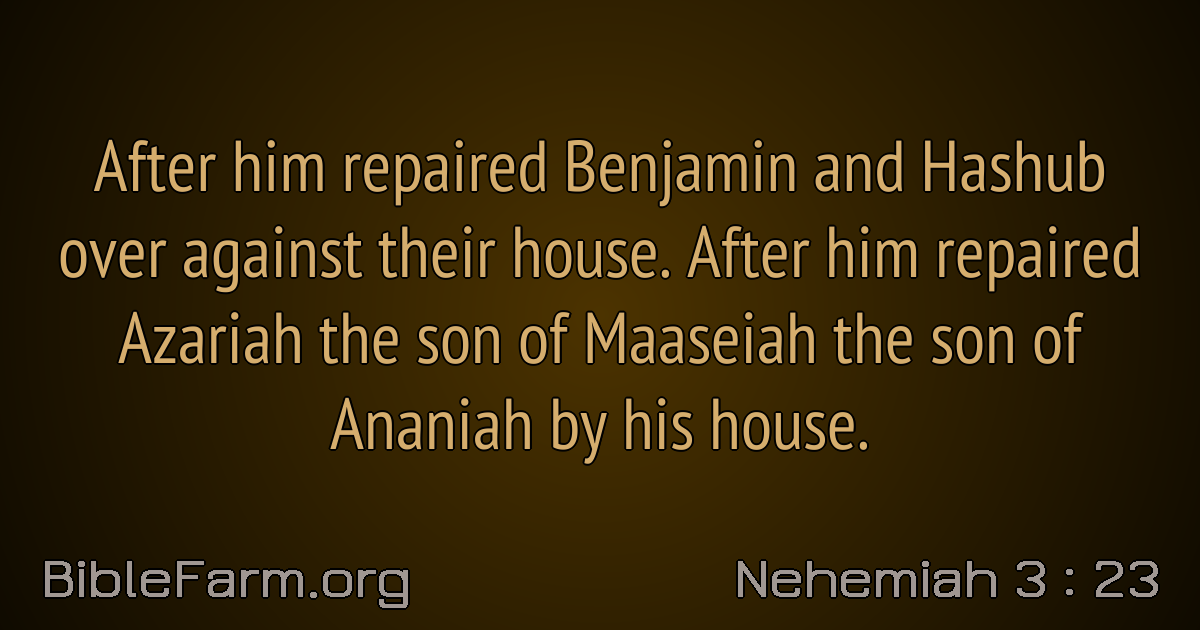 After him repaired Benjamin and Hashub
over against their house. After him repaired
Azariah the son of Maaseiah the son of
Ananiah by his house.
BibleFarm.org
Nehemiah 3 : 23